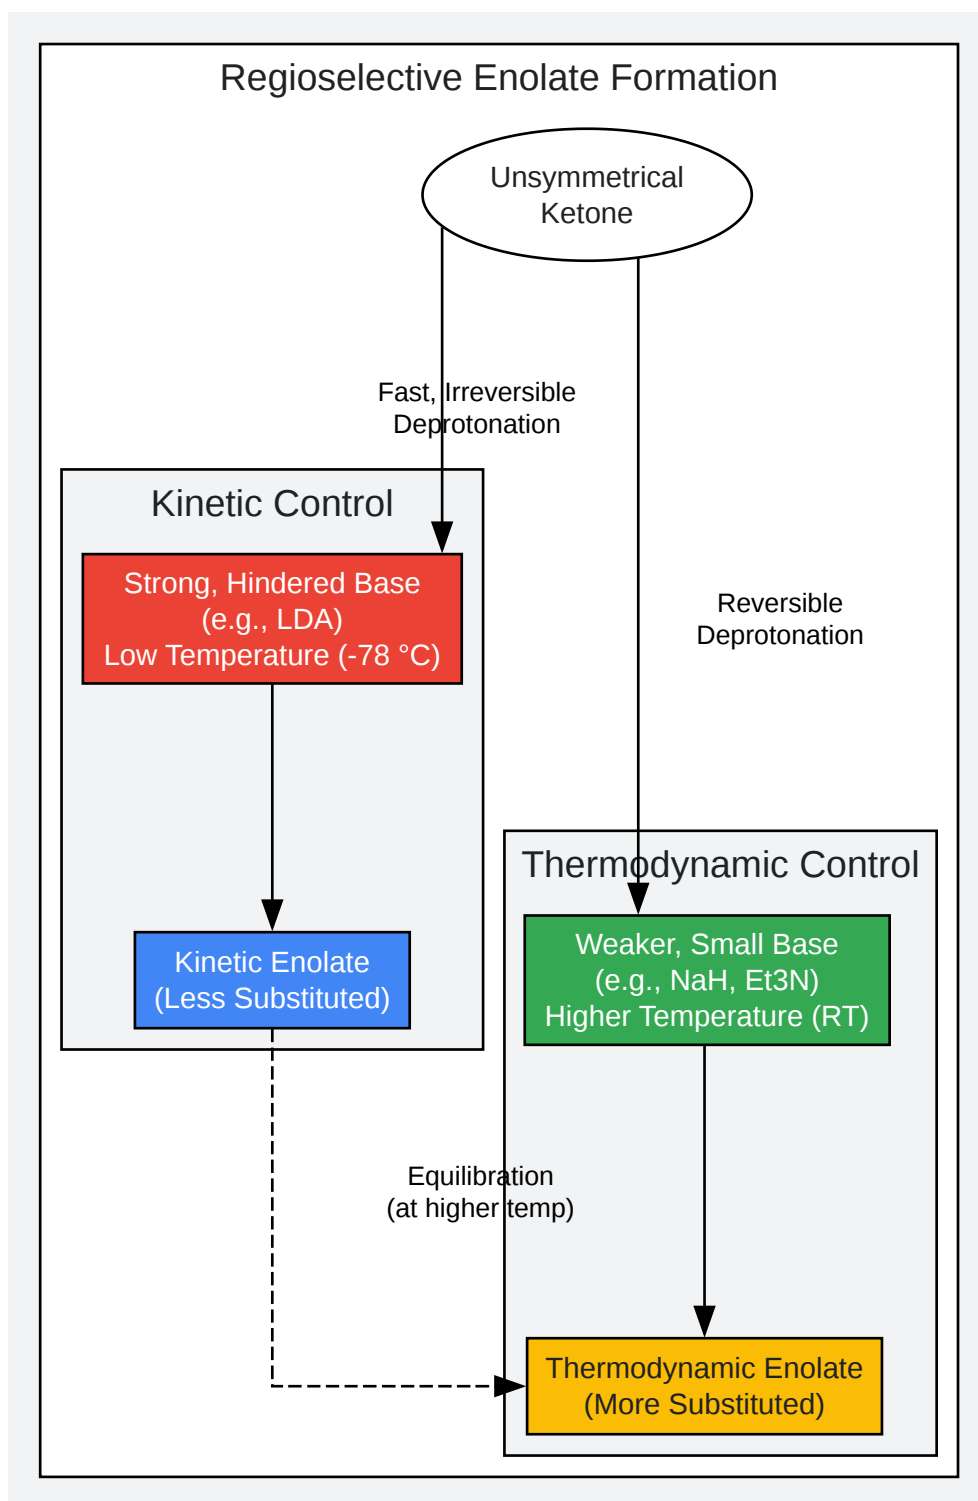 Regioselective Enolate Formation
Unsymmetrical
Ketone
Fast, Irreversible
Deprotonation
Kinetic Control
Strong, Hindered Base
(e.g., LDA)
Low Temperature (-78 °C)
Reversible
Deprotonation
Thermodynamic Control
Weaker, Small Base
(e.g., NaH, Et3N)
Higher Temperature (RT)
Kinetic Enolate
(Less Substituted)
Equilibration
(at higher temp)
Thermodynamic Enolate
(More Substituted)